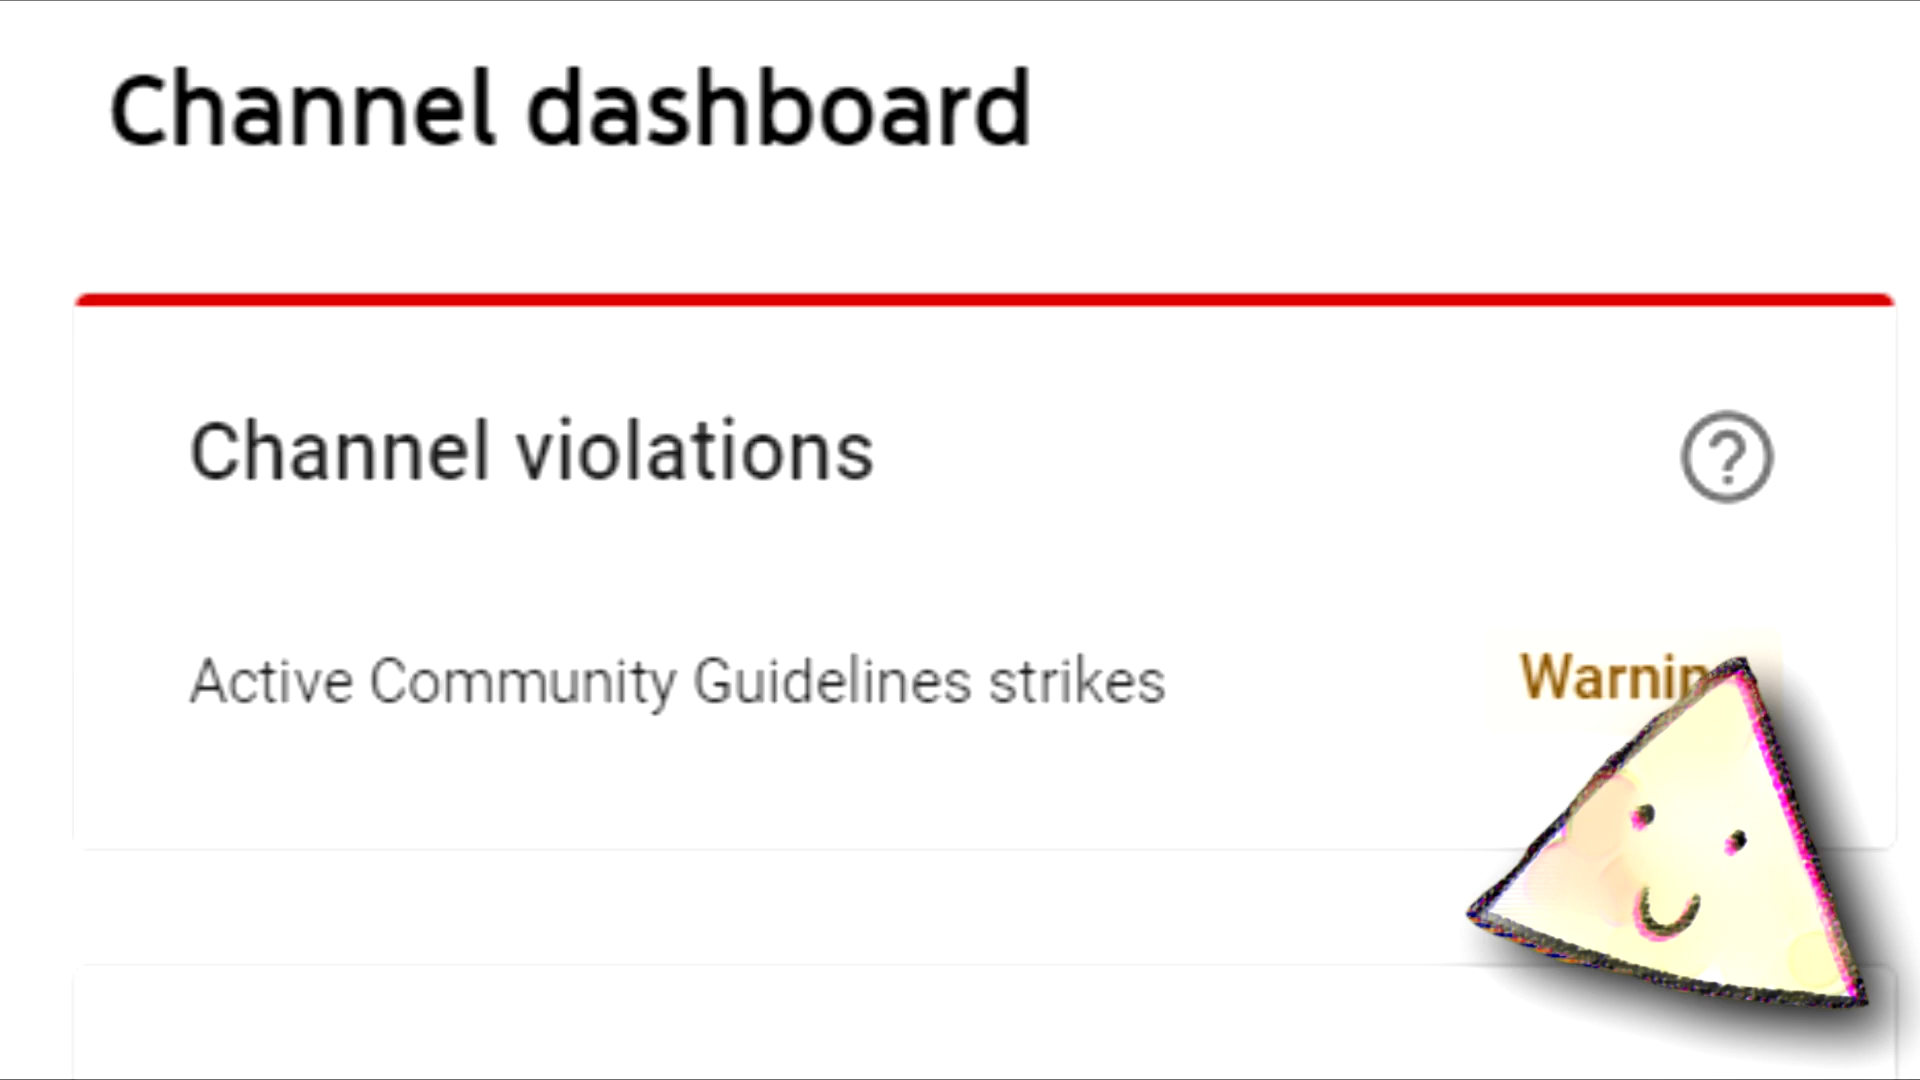 Channel dashboard
Channel violations
?
Active Community Guidelines strikes
Warnin